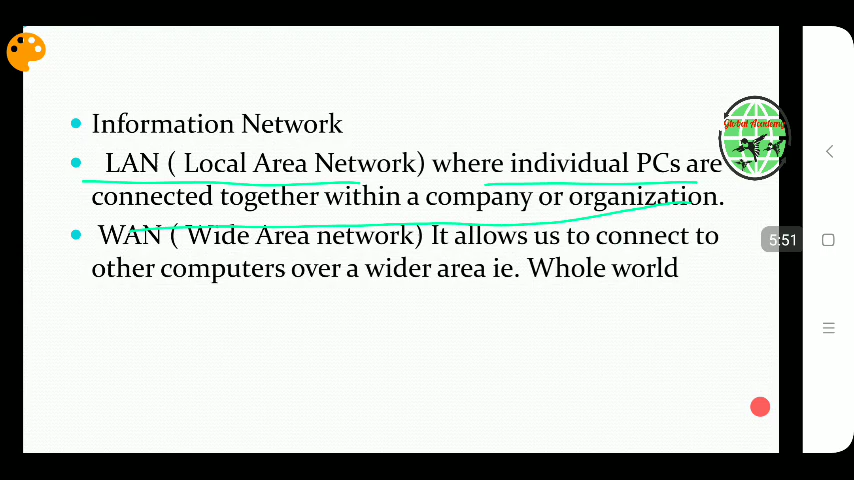 Information Network
LAN ( Local Area Network) where individual PCs are
connected together within a company or organization.
WAN ( Wide Area network) It allows us to connect to
other computers over a wider area ie. Whole world
Global Academy
5:51